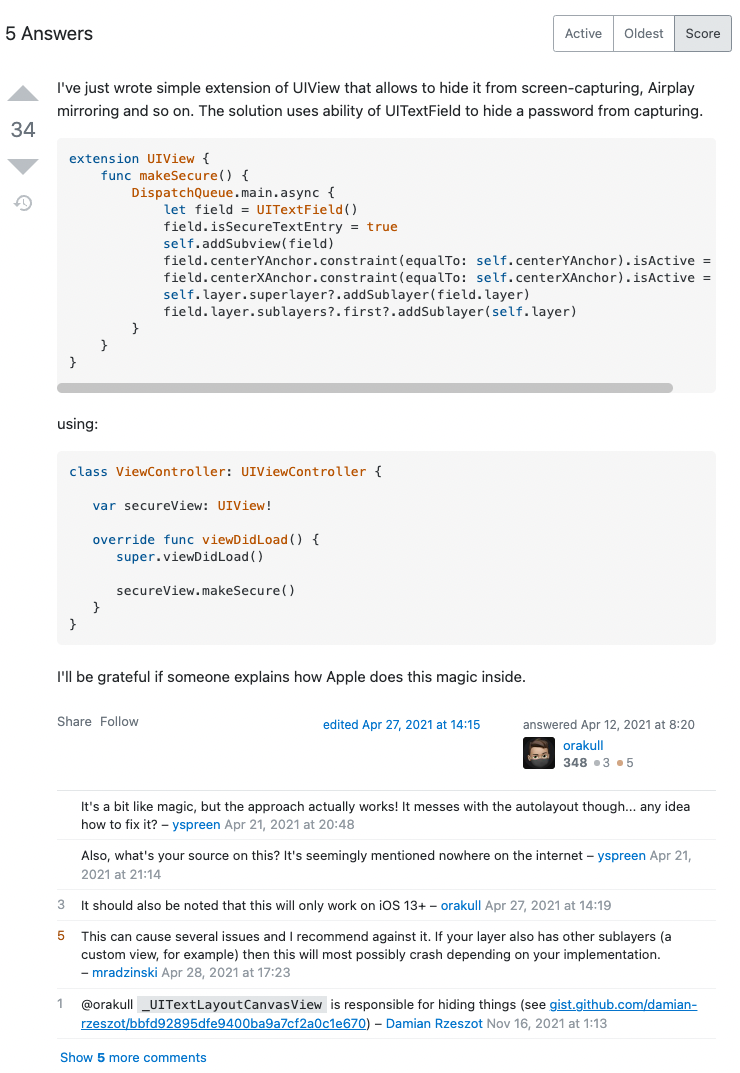 5 Answers
Active Oldest Score
I've just wrote simple extension of UIView that allows to hide it from screen-capturing, Airplay
34
mirroring and so on. The solution uses ability of UITextField to hide a password from capturing.
extension UIView {
    func makeSecure() {
        DispatchQueue.main.async {
            let field = UITextField()
            field.isSecureTextEntry = true
            self.addSubview(field)
            field.centerYAnchor.constraint(equalTo: self.centerYAnchor).isActive =
            field.centerXAnchor.constraint(equalTo: self.centerXAnchor).isActive =
            self.layer.superlayer?.addSublayer(field.layer)
            field.layer.sublayers?.first?.addSublayer(self.layer)
        }
    }
}
using:
class ViewController: UIViewController {
   var secureView: UIView!
   override func viewDidLoad() {
      super.viewDidLoad()
      secureView.makeSecure()
   }
}
I'll be grateful if someone explains how Apple does this magic inside.
Share Follow edited Apr 27, 2021 at 14:15 answered Apr 12, 2021 at 8:20
orakull
348 3 5
It's a bit like magic, but the approach actually works! It messes with the autolayout though... any idea
how to fix it? – yspreen Apr 21, 2021 at 20:48
Also, what's your source on this? It's seemingly mentioned nowhere on the internet – yspreen Apr 21,
2021 at 21:14
3 It should also be noted that this will only work on iOS 13+ – orakull Apr 27, 2021 at 14:19
5 This can cause several issues and I recommend against it. If your layer also has other sublayers (a
custom view, for example) then this will most possibly crash depending on your implementation.
– mradzinski Apr 28, 2021 at 17:23
1 @orakull _UITextLayoutCanvasView is responsible for hiding things (see gist.github.com/damian-
rzeszot/bbfd92895dfe9400ba9a7cf2a0c1e670) – Damian Rzeszot Nov 16, 2021 at 1:13
Show 5 more comments